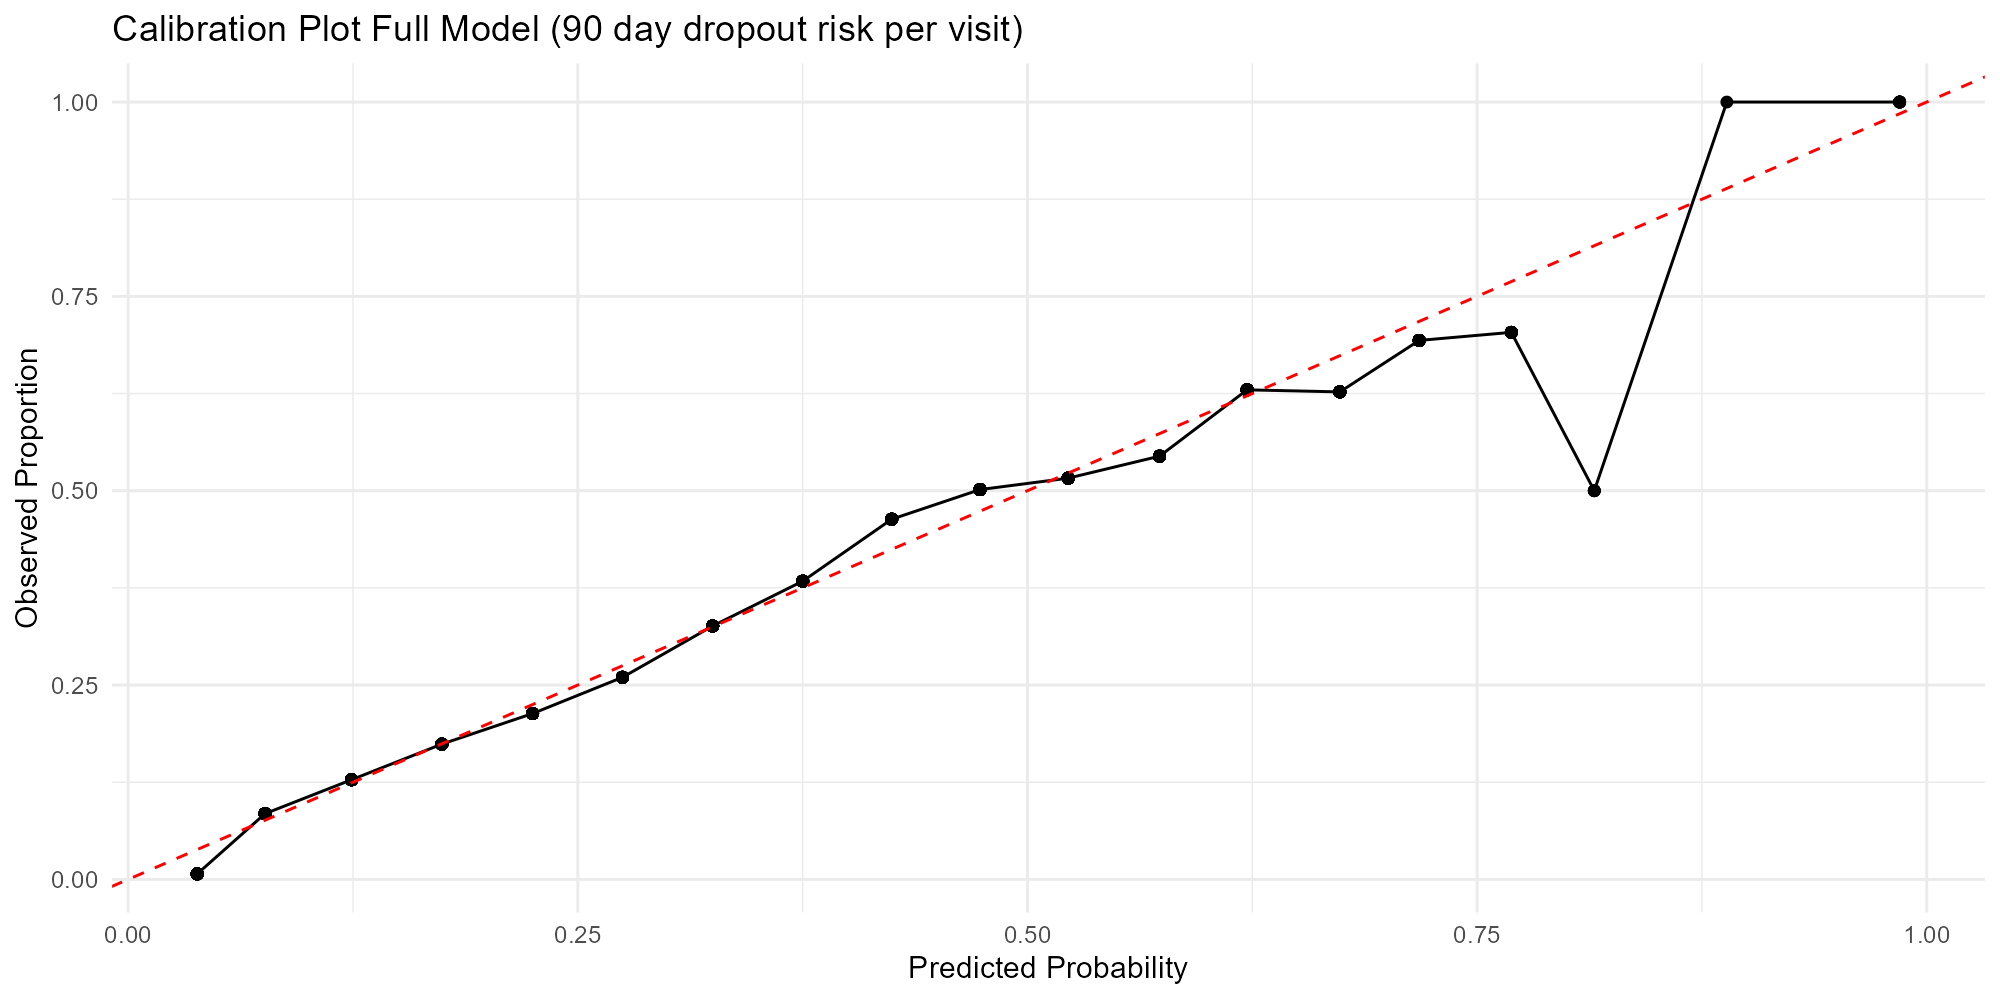 Calibration Plot Full Model (90 day dropout risk per visit)
1.00
0.75
0.50
0.25
0.00
Observed Proportion
0.00 0.25 0.50 0.75 1.00
Predicted Probability